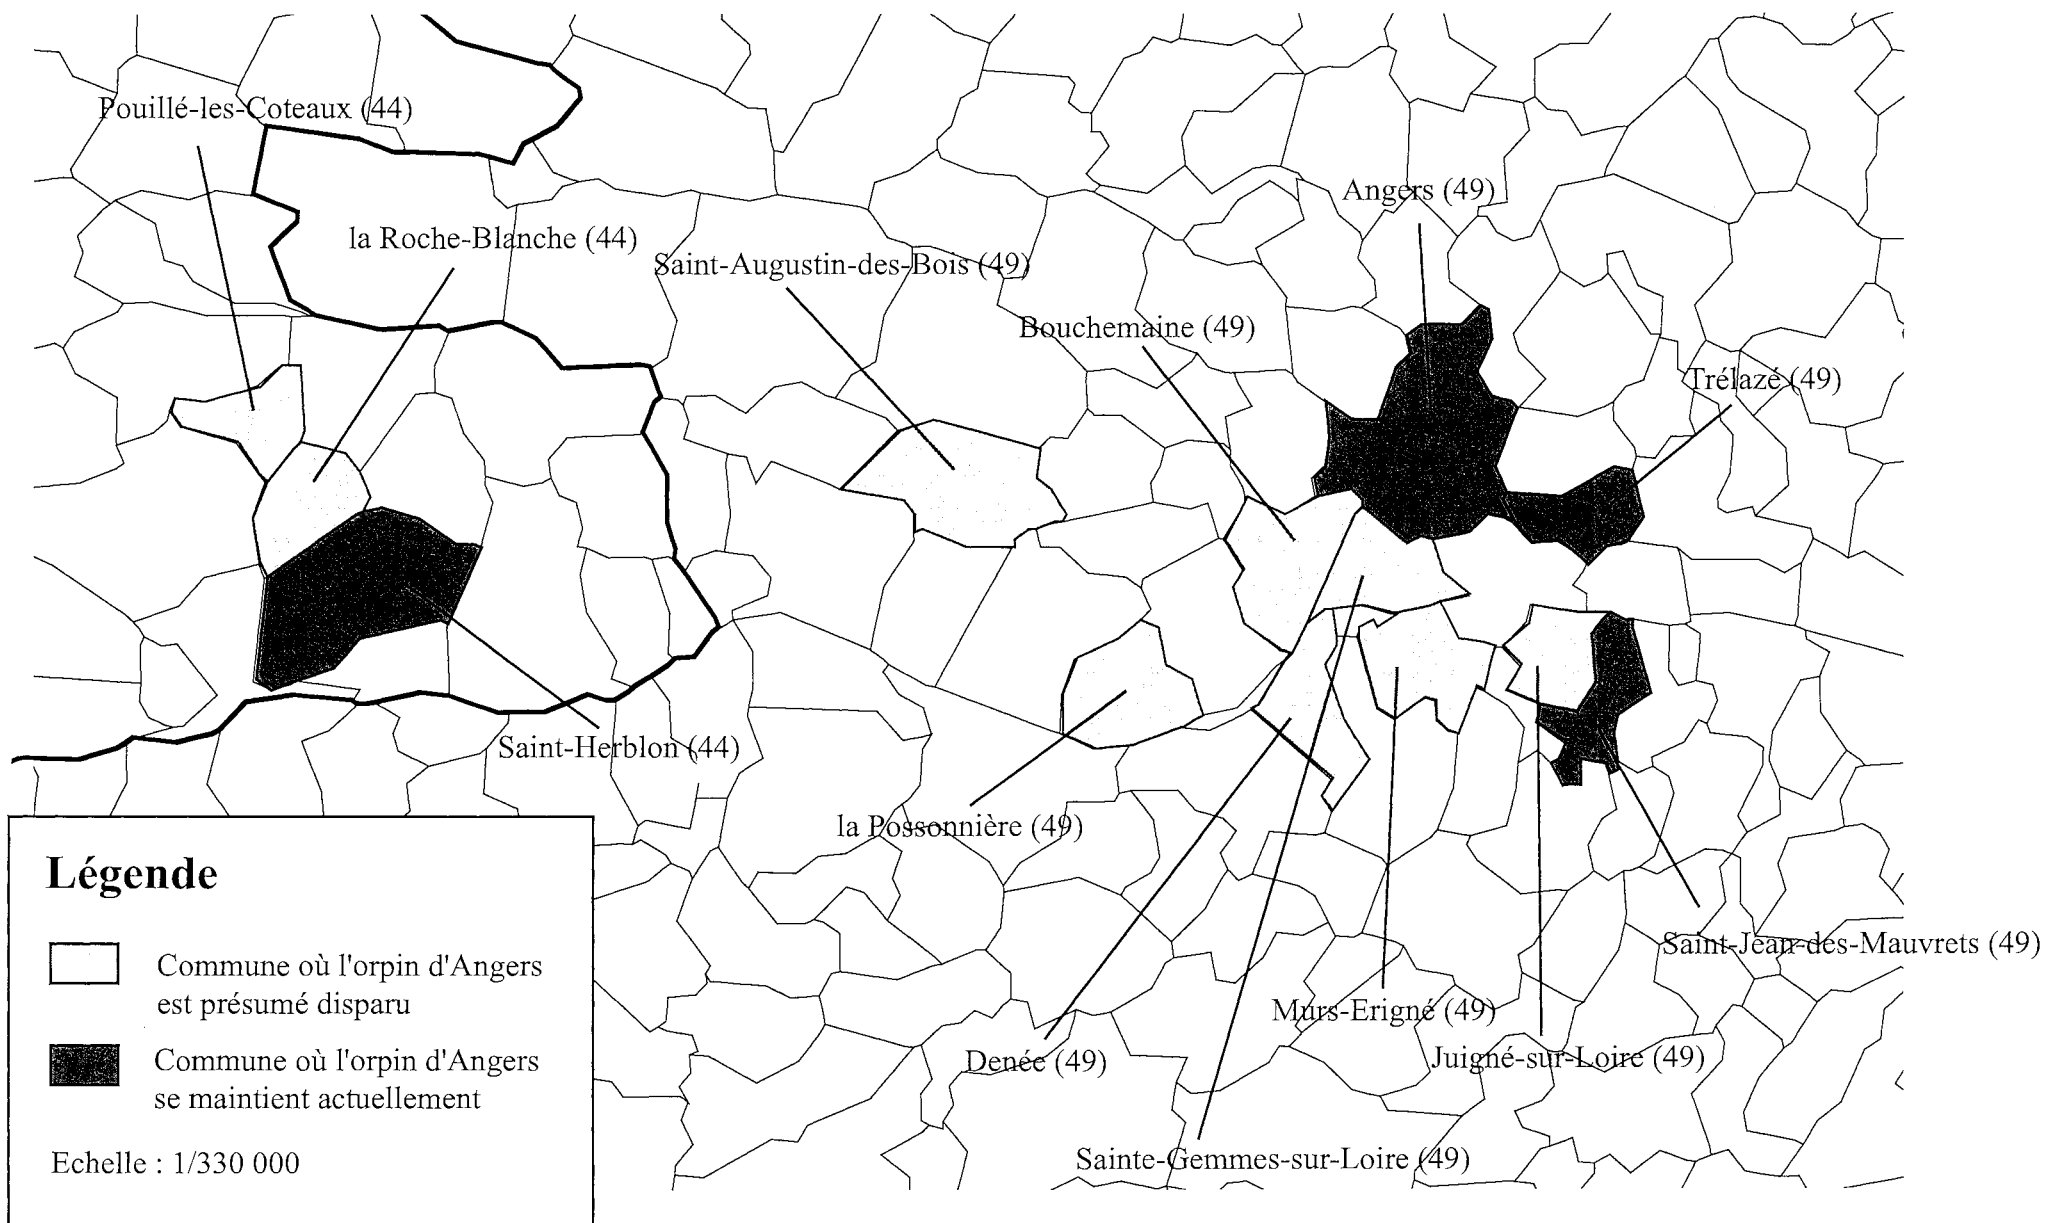 Pouillé-les-Coteaux (44)
Angers (49)
la Roche-Blanche (44)
Saint-Augustin-des-Bois (49)
Bouchemaine (49)
Trélazé (49)
Saint-Herblon (44)
la Possonnière (49)
Saint-Jean-des-Mauvrets (49)
Murs-Erigné (49)
Denée (49)
Juigné-sur-Loire (49)
Sainte-Gemmes-sur-Loire (49)
Légende
Commune où l'orpin d'Angers
est présumé disparu
Commune où l'orpin d'Angers
se maintient actuellement
Echelle : 1/330 000